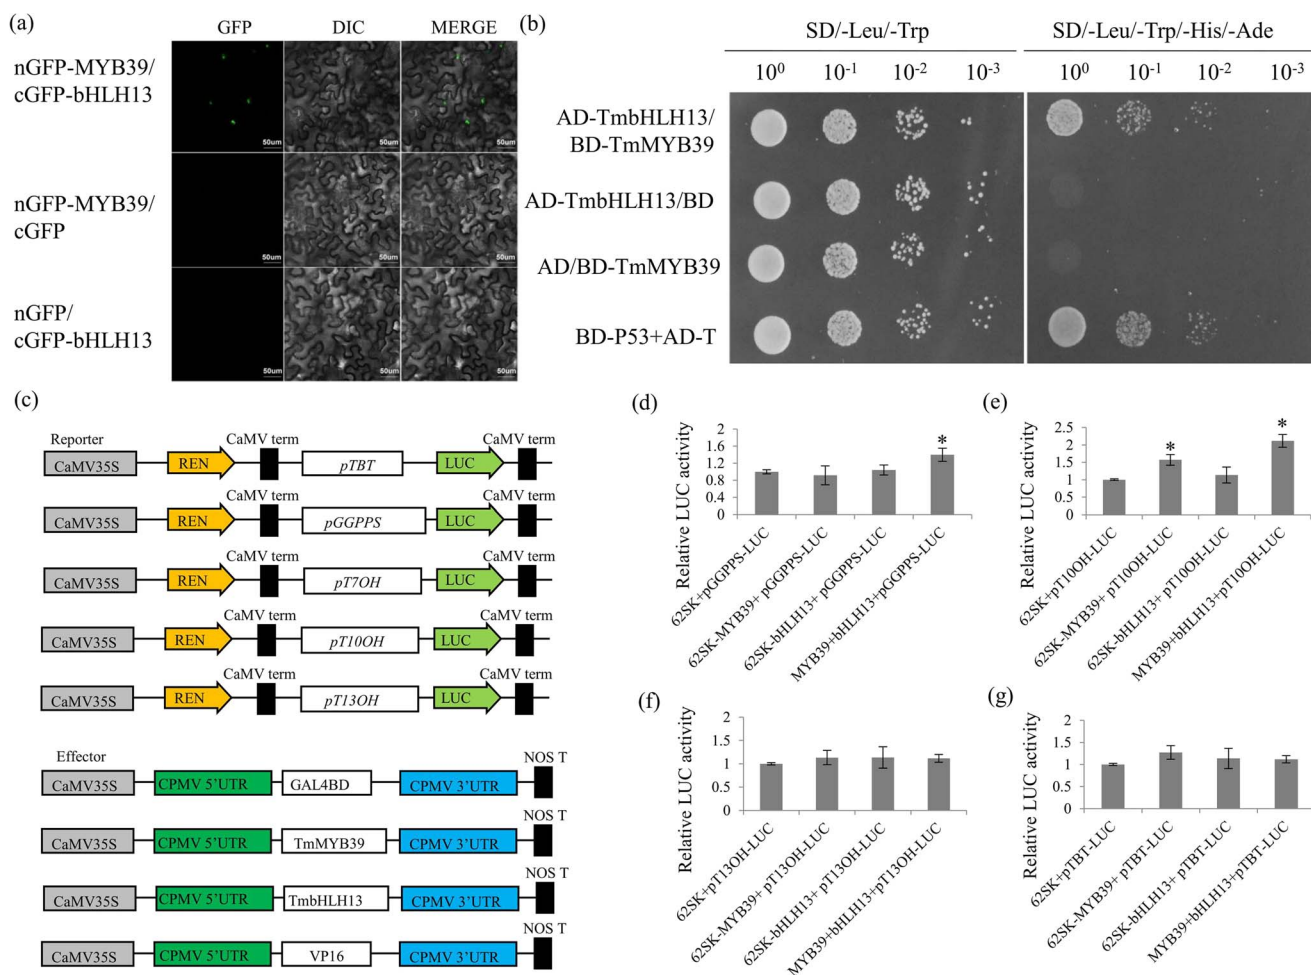 (a)
GFP DIC MERGE
nGFP-MYB39/
cGFP-bHLH13
50um 50um 50um
nGFP-MYB39/
cGFP
50um 50um 50um
nGFP/
cGFP-bHLH13
50um 50um 50um
(b)
SD/-Leu/-Trp SD/-Leu/-Trp/-His/-Ade
10⁰ 10⁻¹ 10⁻² 10⁻³ 10⁰ 10⁻¹ 10⁻² 10⁻³
AD-TmbHLH13/
BD-TmMYB39
AD-TmbHLH13/BD
AD/BD-TmMYB39
BD-P53+AD-T
(c)
Reporter CaMV term CaMV term
CaMV35S REN pTBT LUC
CaMV term CaMV term
CaMV35S REN pGGPPS LUC
CaMV term CaMV term
CaMV35S REN pT7OH LUC
CaMV term CaMV term
CaMV35S REN pT10OH LUC
CaMV term CaMV term
CaMV35S REN pT13OH LUC
Effector NOS T
CaMV35S CPMV 5’UTR GAL4BD CPMV 3’UTR
NOS T
CaMV35S CPMV 5’UTR TmMYB39 CPMV 3’UTR
NOS T
CaMV35S CPMV 5’UTR TmbHLH13 CPMV 3’UTR
NOS T
CaMV35S CPMV 5’UTR VP16 CPMV 3’UTR
(d)
Relative LUC activity
2
1.6
1.2
0.8
0.4
0
*
62SK+pGGPPS-LUC
62SK-MYB39+ pGGPPS-LUC
62SK-bHLH13+ pGGPPS-LUC
MYB39+bHLH13+pGGPPS-LUC
(e)
Relative LUC activity
2.5
2
1.5
1
0.5
0
* *
62SK+pT10OH-LUC
62SK-MYB39+ pT10OH-LUC
62SK-bHLH13+ pT10OH-LUC
MYB39+bHLH13+pT10OH-LUC
(f)
Relative LUC activity
2
1.5
1
0.5
0
62SK+pT13OH-LUC
62SK-MYB39+ pT13OH-LUC
62SK-bHLH13+ pT13OH-LUC
MYB39+bHLH13+pT13OH-LUC
(g)
Relative LUC activity
2
1.5
1
0.5
0
62SK+pTBT-LUC
62SK-MYB39+ pTBT-LUC
62SK-bHLH13+ pTBT-LUC
MYB39+bHLH13+pTBT-LUC